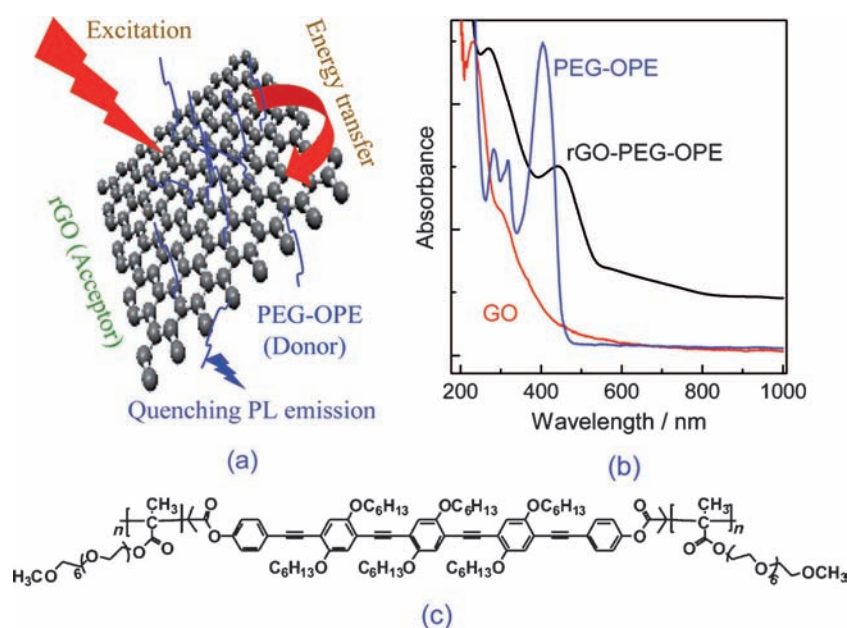 Excitation
Energy transfer
rGO (Acceptor)
PEG-OPE
(Donor)
Quenching PL emission
(a)
PEG-OPE
rGO-PEG-OPE
GO
Absorbance
200 400 600 800 1000
Wavelength / nm
(b)
CH₃ OC₆H₁₃ OC₆H₁₃ OC₆H₁₃ CH₃
n C O O C n
O O O O
H₃CO O 6 O C₆H₁₃O C₆H₁₃O C₆H₁₃O O O 6 OCH₃
(c)